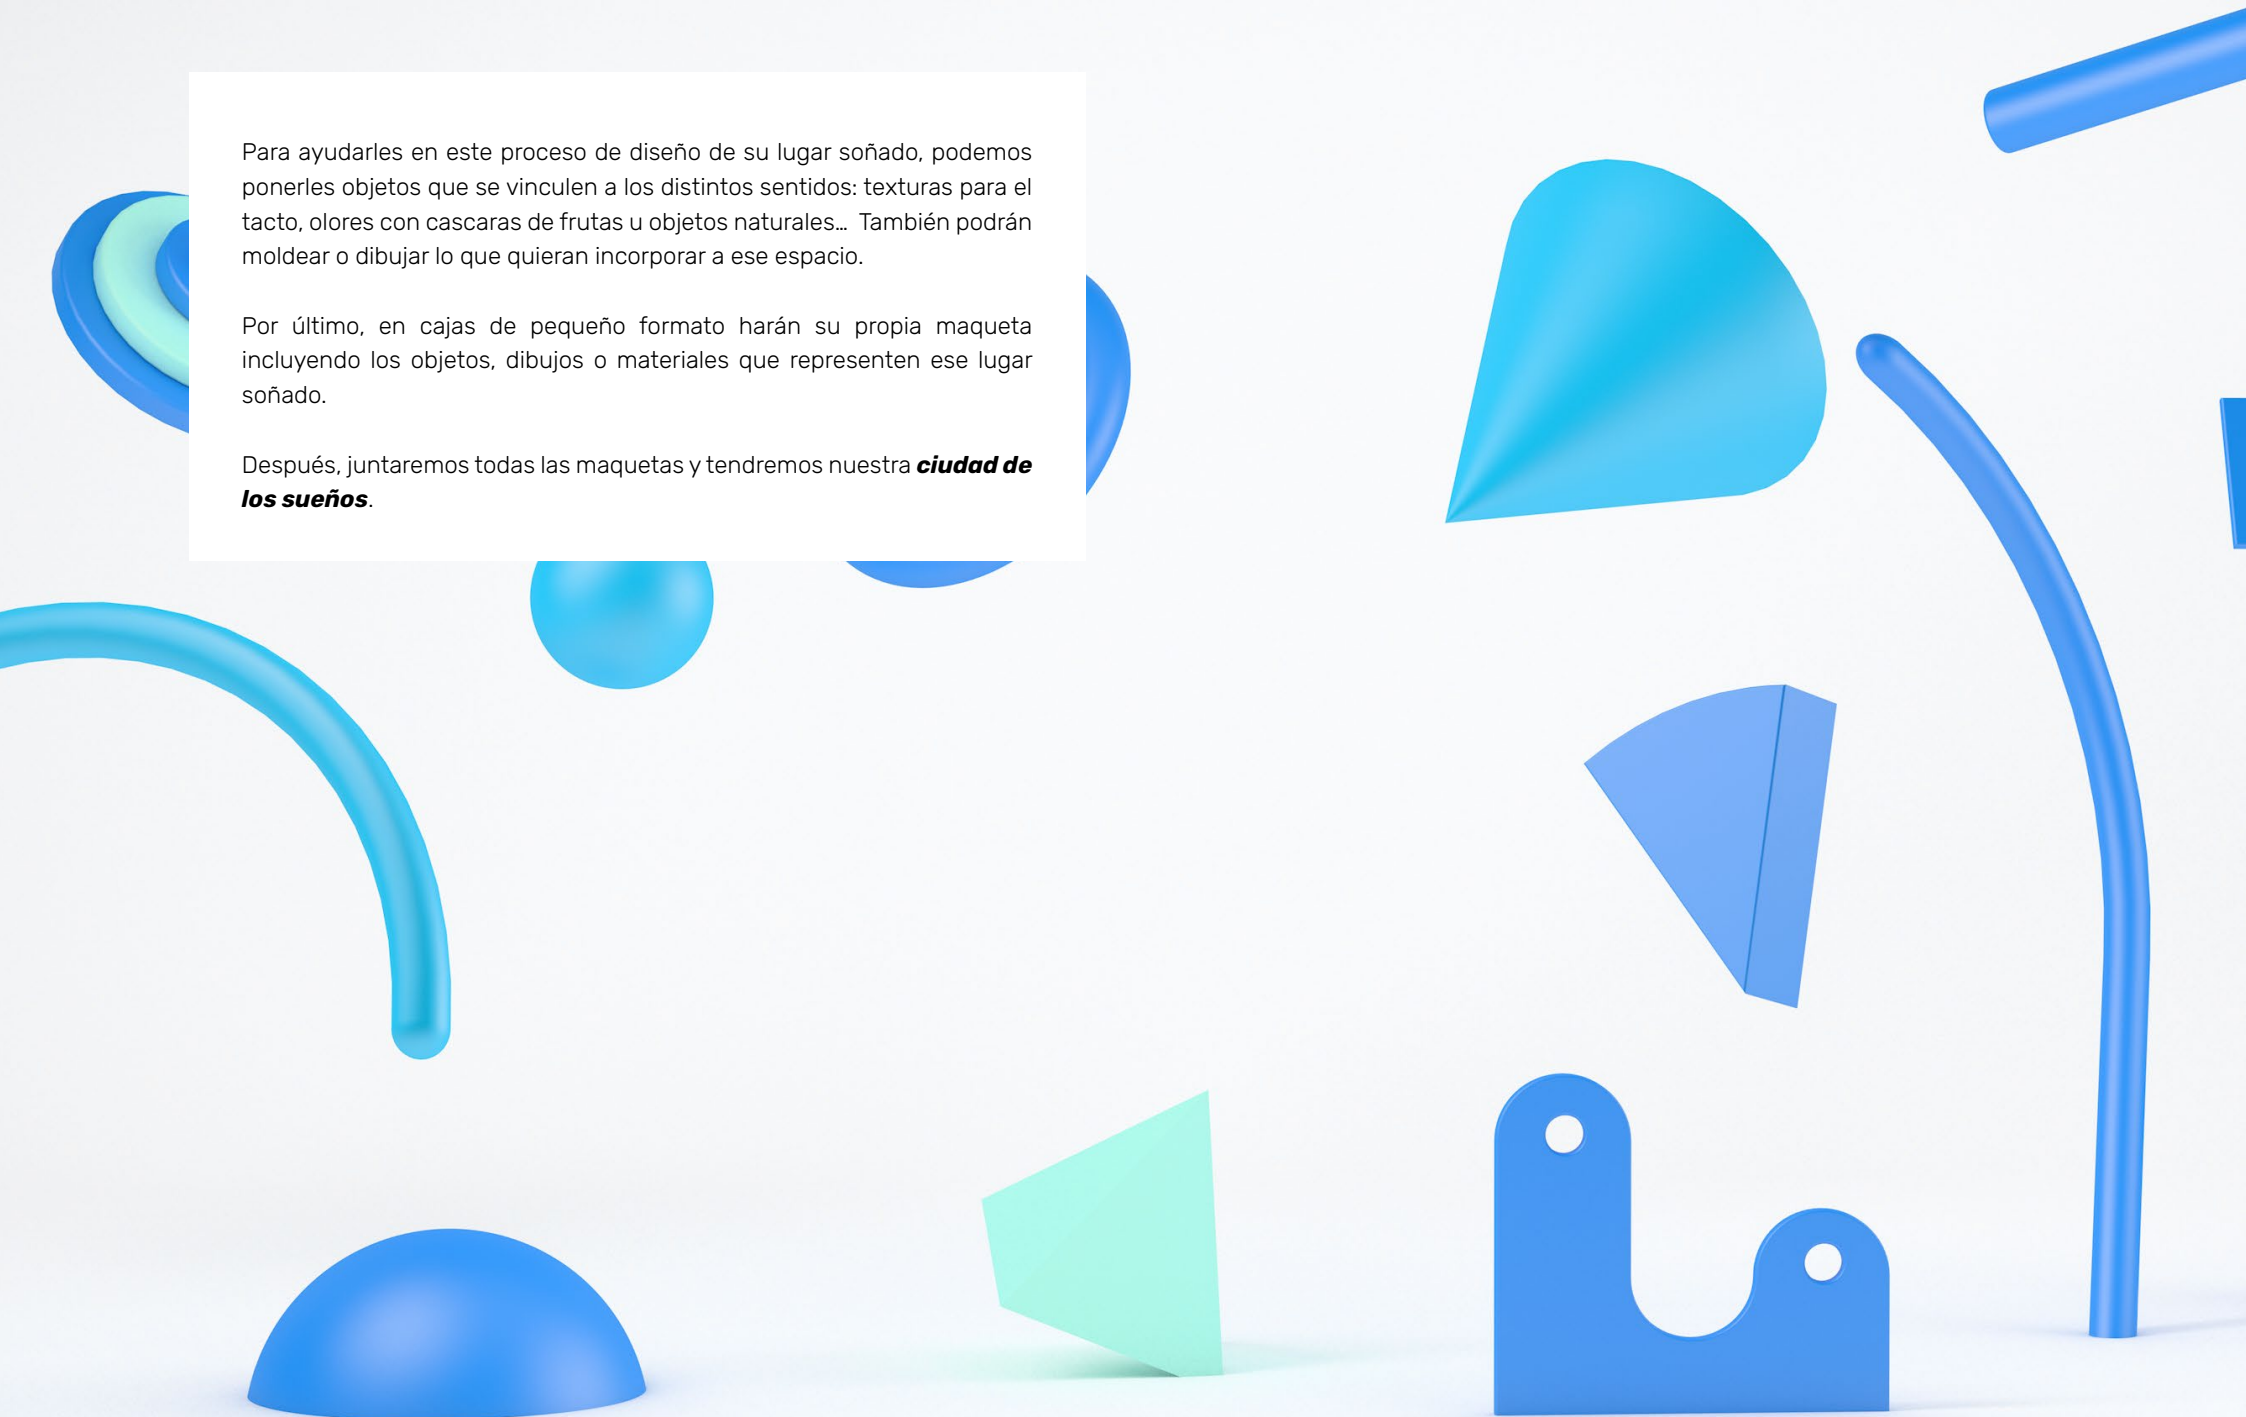 Para ayudarles en este proceso de diseño de su lugar soñado, podemos
ponerles objetos que se vinculen a los distintos sentidos: texturas para el
tacto, olores con cascaras de frutas u objetos naturales… También podrán
moldear o dibujar lo que quieran incorporar a ese espacio.
Por último, en cajas de pequeño formato harán su propia maqueta
incluyendo los objetos, dibujos o materiales que representen ese lugar
soñado.
Después, juntaremos todas las maquetas y tendremos nuestra ciudad de
los sueños.